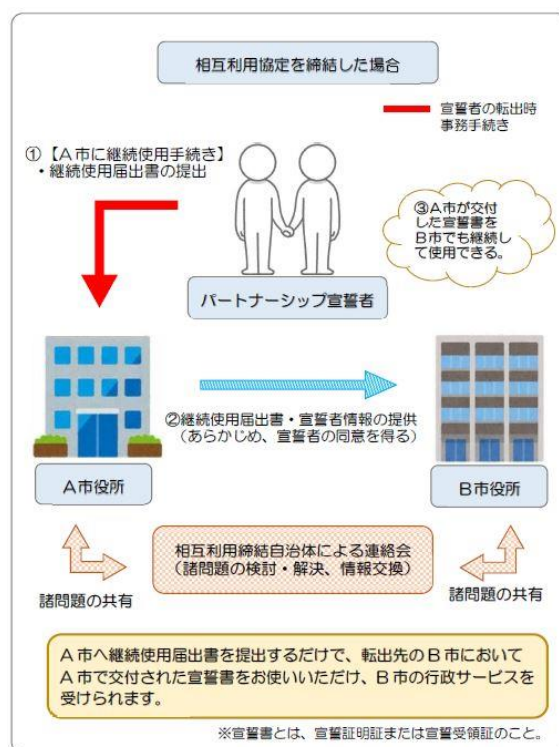 相互利用協定を締結した場合
宣誓者の転出時
事務手続き
①【A市に継続使用手続き】
・継続使用届出書の提出
③A市が交付
した宣誓書を
B市でも継続し
て使用できる。
パートナーシップ宣誓者
②継続使用届出書・宣誓者情報の提供
（あらかじめ、宣誓者の同意を得る）
A市役所
B市役所
相互利用締結自治体による連絡会
（諸問題の検討・解決、情報交換）
諸問題の共有
諸問題の共有
A市へ継続使用届出書を提出するだけで、転出先のB市において
A市で交付された宣誓書をお使いいただけ、B市の行政サービスを
受けられます。
※宣誓書とは、宣誓証明証または宣誓受領証のこと。